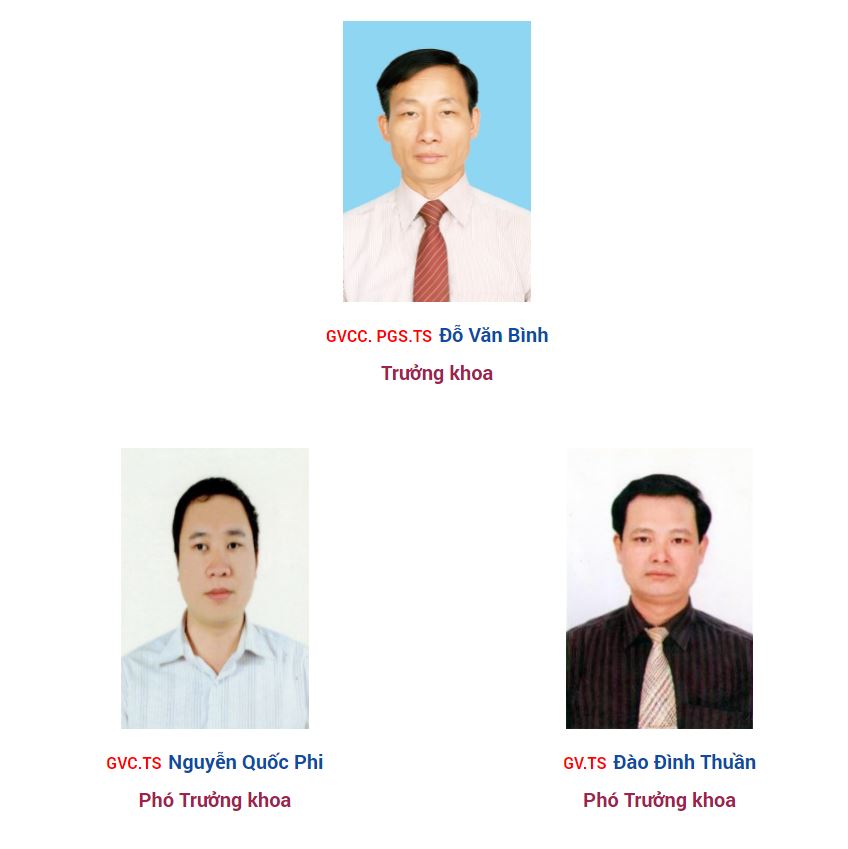 GVCC. PGS.TS Đỗ Văn Bình
Trưởng khoa
GVC.TS Nguyễn Quốc Phi
Phó Trưởng khoa
GV.TS Đào Đình Thuần
Phó Trưởng khoa